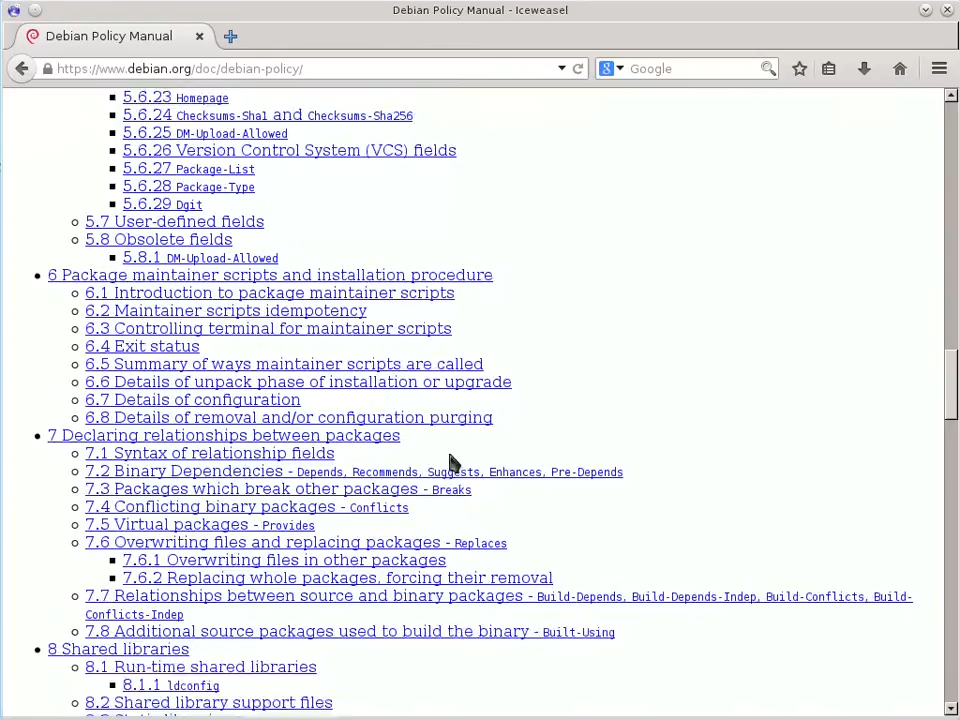 Debian Policy Manual - Iceweasel
Debian Policy Manual
https://www.debian.org/doc/debian-policy/
Google
5.6.23 Homepage
5.6.24 Checksums-Sha1 and Checksums-Sha256
5.6.25 DM-Upload-Allowed
5.6.26 Version Control System (VCS) fields
5.6.27 Package-List
5.6.28 Package-Type
5.6.29 Dgit
5.7 User-defined fields
5.8 Obsolete fields
5.8.1 DM-Upload-Allowed
6 Package maintainer scripts and installation procedure
6.1 Introduction to package maintainer scripts
6.2 Maintainer scripts idempotency
6.3 Controlling terminal for maintainer scripts
6.4 Exit status
6.5 Summary of ways maintainer scripts are called
6.6 Details of unpack phase of installation or upgrade
6.7 Details of configuration
6.8 Details of removal and/or configuration purging
7 Declaring relationships between packages
7.1 Syntax of relationship fields
7.2 Binary Dependencies - Depends, Recommends, Suggests, Enhances, Pre-Depends
7.3 Packages which break other packages - Breaks
7.4 Conflicting binary packages - Conflicts
7.5 Virtual packages - Provides
7.6 Overwriting files and replacing packages - Replaces
7.6.1 Overwriting files in other packages
7.6.2 Replacing whole packages, forcing their removal
7.7 Relationships between source and binary packages - Build-Depends, Build-Depends-Indep, Build-Conflicts, Build-
Conflicts-Indep
7.8 Additional source packages used to build the binary - Built-Using
8 Shared libraries
8.1 Run-time shared libraries
8.1.1 ldconfig
8.2 Shared library support files